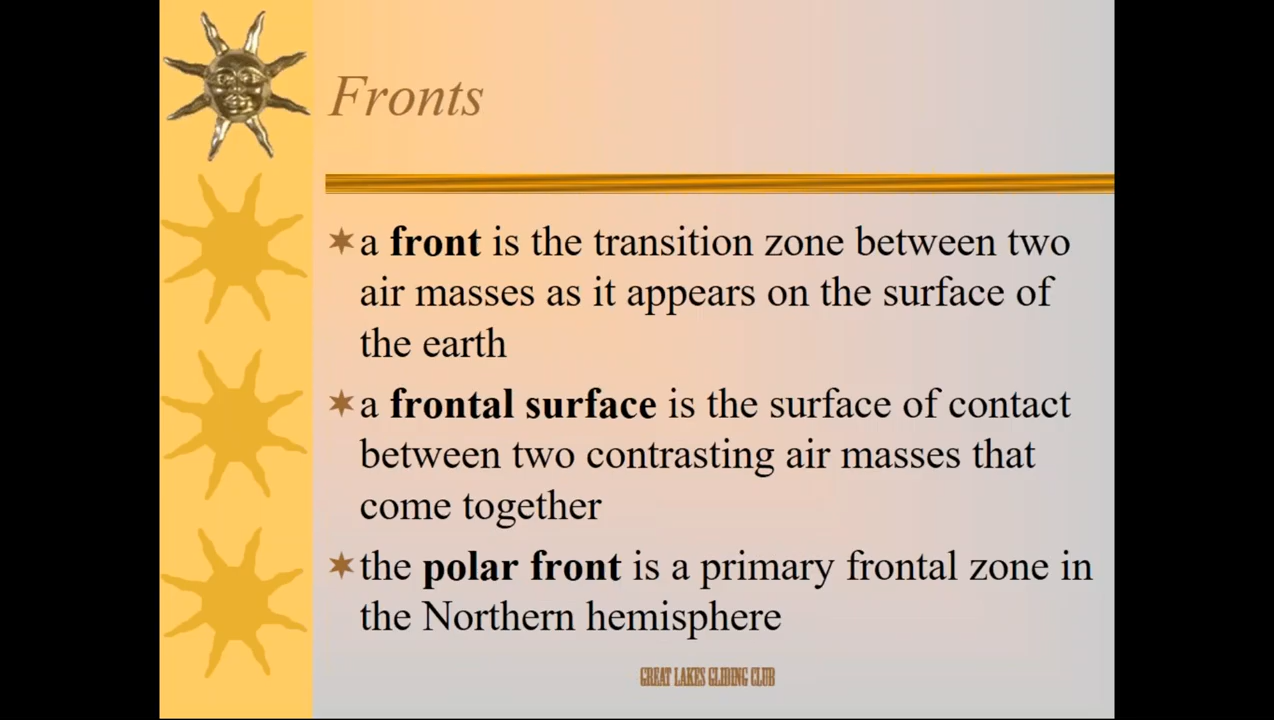 Fronts
a front is the transition zone between two
air masses as it appears on the surface of
the earth
a frontal surface is the surface of contact
between two contrasting air masses that
come together
the polar front is a primary frontal zone in
the Northern hemisphere
GREAT LAKES GLIDING CLUB